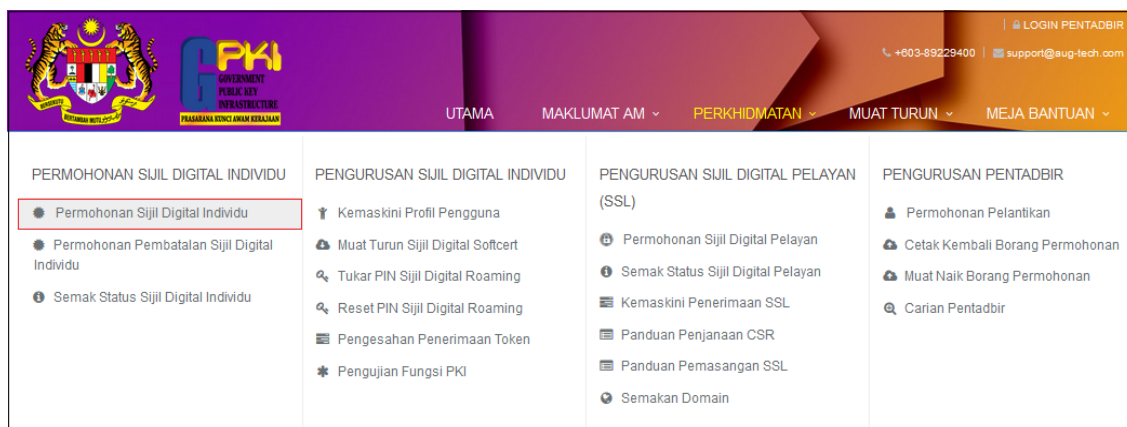 LOGIN PENTADBIR
+603-89229400 | support@aug-tech.com
GPKI
GOVERNMENT
PUBLIC KEY
INFRASTRUCTURE
PRASARANA KUNCI AWAM KERAJAAN
BERSEKUTU
BERTAMBAH MUTU
UTAMA MAKLUMAT AM PERKHIDMATAN MUAT TURUN MEJA BANTUAN
PERMOHONAN SIJIL DIGITAL INDIVIDU
Permohonan Sijil Digital Individu
Permohonan Pembatalan Sijil Digital
Individu
Semak Status Sijil Digital Individu
PENGURUSAN SIJIL DIGITAL INDIVIDU
Kemaskini Profil Pengguna
Muat Turun Sijil Digital Softcert
Tukar PIN Sijil Digital Roaming
Reset PIN Sijil Digital Roaming
Pengesahan Penerimaan Token
Pengujian Fungsi PKI
PENGURUSAN SIJIL DIGITAL PELAYAN
(SSL)
Permohonan Sijil Digital Pelayan
Semak Status Sijil Digital Pelayan
Kemaskini Penerimaan SSL
Panduan Penjanaan CSR
Panduan Pemasangan SSL
Semakan Domain
PENGURUSAN PENTADBIR
Permohonan Pelantikan
Cetak Kembali Borang Permohonan
Muat Naik Borang Permohonan
Carian Pentadbir